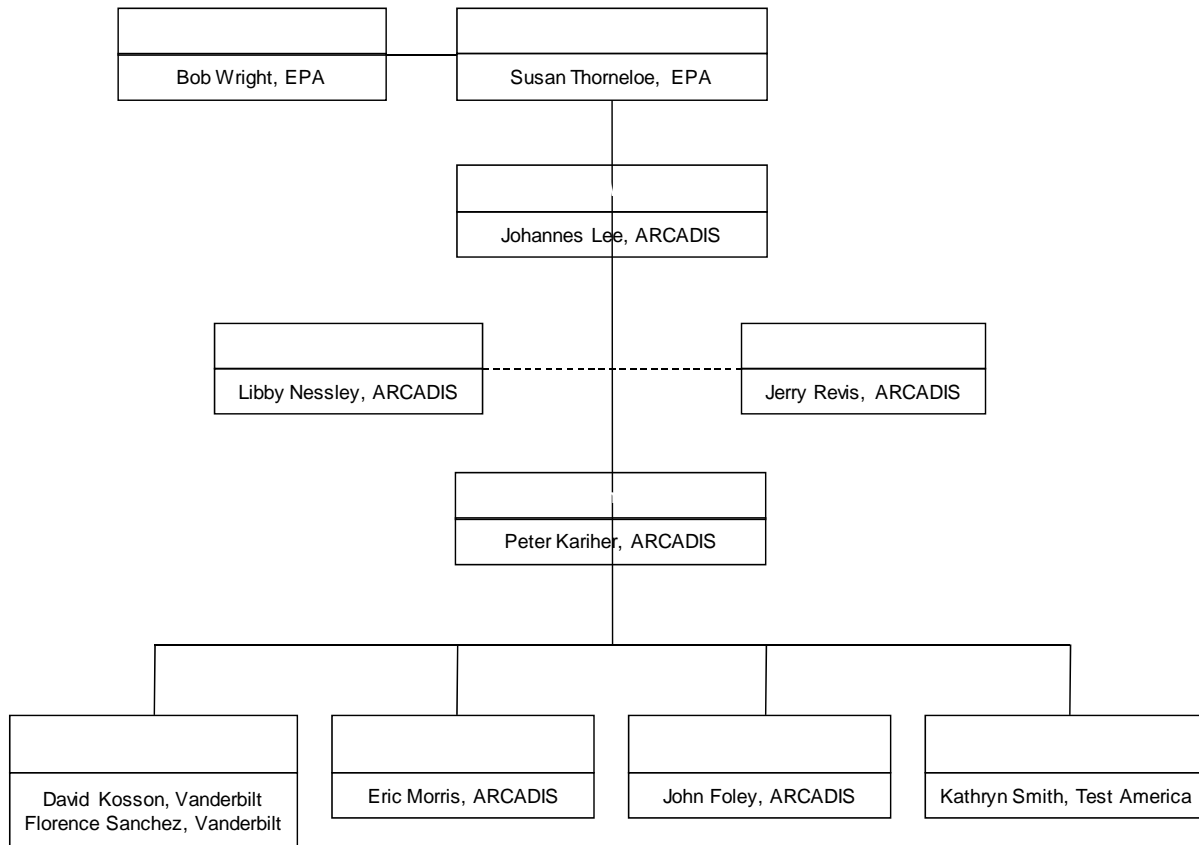 Bob Wright, EPA
Susan Thorneloe, EPA
Johannes Lee, ARCADIS
Libby Nessley, ARCADIS
Jerry Revis, ARCADIS
Peter Kariher, ARCADIS
David Kosson, Vanderbilt
Florence Sanchez, Vanderbilt
Eric Morris, ARCADIS
John Foley, ARCADIS
Kathryn Smith, Test America